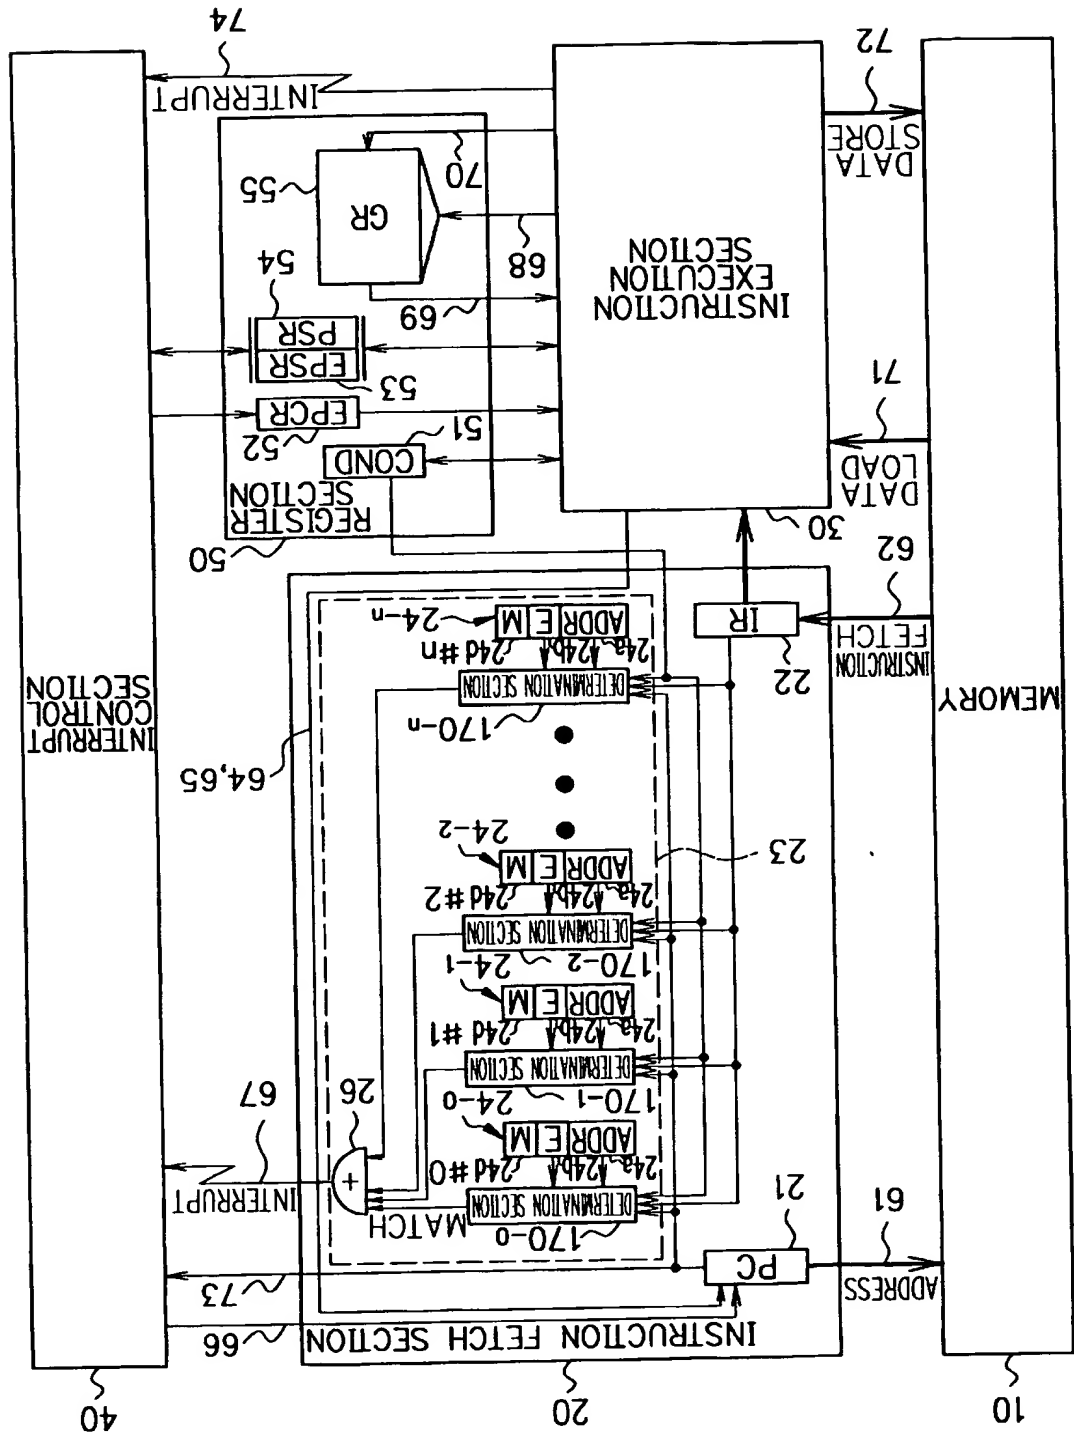 10
20
40
INSTRUCTION FETCH SECTION
66
ADDRESS
61
PC
21
73
170-0
DETERMINATION SECTION
MATCH
INTERRUPT
67
26
+
24a
24b
24d #0
ADDR E M
24-0
170-1
DETERMINATION SECTION
24a
24b
24d #1
ADDR E M
24-1
170-2
DETERMINATION SECTION
24a
24b
24d #2
ADDR E M
24-2
23
64,65
170-n
DETERMINATION SECTION
24a
24b
24d #n
ADDR E M
24-n
MEMORY
INTERRUPT
CONTROL
SECTION
INSTRUCTION
FETCH
62
22
IR
30
50
REGISTER
SECTION
DATA
LOAD
71
COND
51
52
EPCR
53
EPSR
PSR
54
INSTRUCTION
EXECUTION
SECTION
69
68
GR
55
70
DATA
STORE
72
INTERRUPT
74